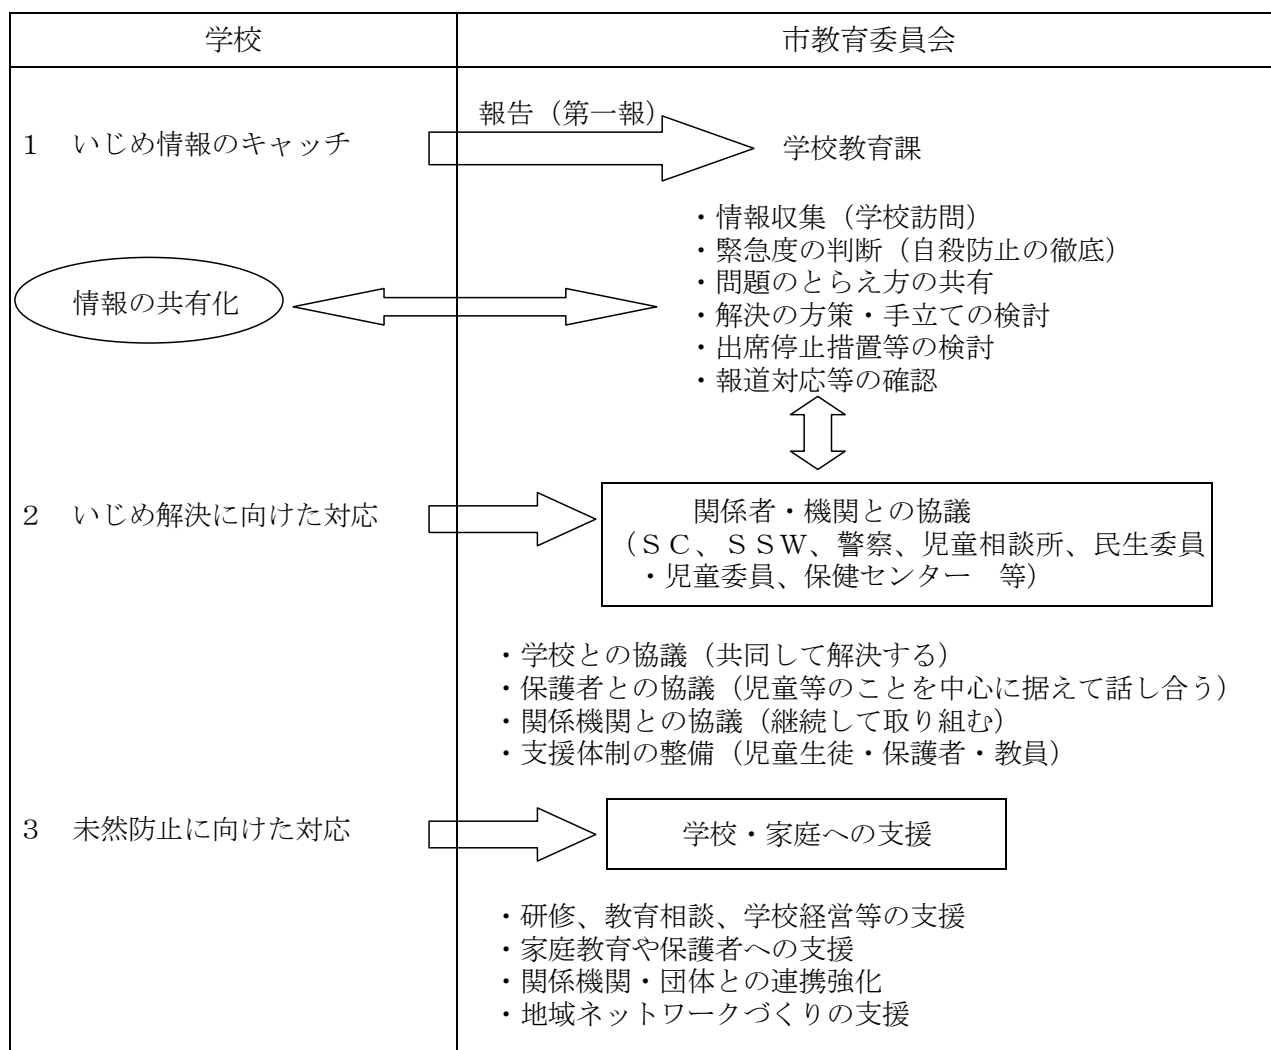 学校
市教育委員会
報告（第一報）
１　いじめ情報のキャッチ
学校教育課
・情報収集（学校訪問）
・緊急度の判断（自殺防止の徹底）
・問題のとらえ方の共有
情報の共有化
・解決の方策・手立ての検討
・出席停止措置等の検討
・報道対応等の確認
２　いじめ解決に向けた対応
関係者・機関との協議
（ＳＣ、ＳＳＷ、警察、児童相談所、民生委員
・児童委員、保健センター　等）
・学校との協議（共同して解決する）
・保護者との協議（児童等のことを中心に据えて話し合う）
・関係機関との協議（継続して取り組む）
・支援体制の整備（児童生徒・保護者・教員）
３　未然防止に向けた対応
学校・家庭への支援
・研修、教育相談、学校経営等の支援
・家庭教育や保護者への支援
・関係機関・団体との連携強化
・地域ネットワークづくりの支援